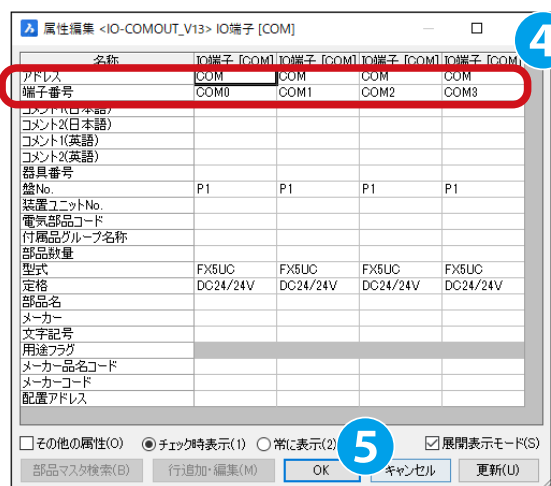 属性編集 <IO-COMOUT_V13> IO端子 [COM]
4
名称 IO端子 [COM] IO端子 [COM] IO端子 [COM] IO端子 [COM]
アドレス COM COM COM COM
端子番号 COM0 COM1 COM2 COM3
コメント1(日本語)
コメント2(日本語)
コメント1(英語)
コメント2(英語)
器具番号
盤No. P1 P1 P1 P1
装置ユニットNo.
電気部品コード
付属品グループ名称
部品数量
型式 FX5UC FX5UC FX5UC FX5UC
定格 DC24/24V DC24/24V DC24/24V DC24/24V
部品名
メーカー
文字記号
用途フラグ
メーカー品名コード
メーカーコード
配置アドレス
その他の属性(O) チェック時表示(1) 常に表示(2) 展開表示モード(S)
5
部品マスタ検索(B) 行追加・編集(M) OK キャンセル 更新(U)